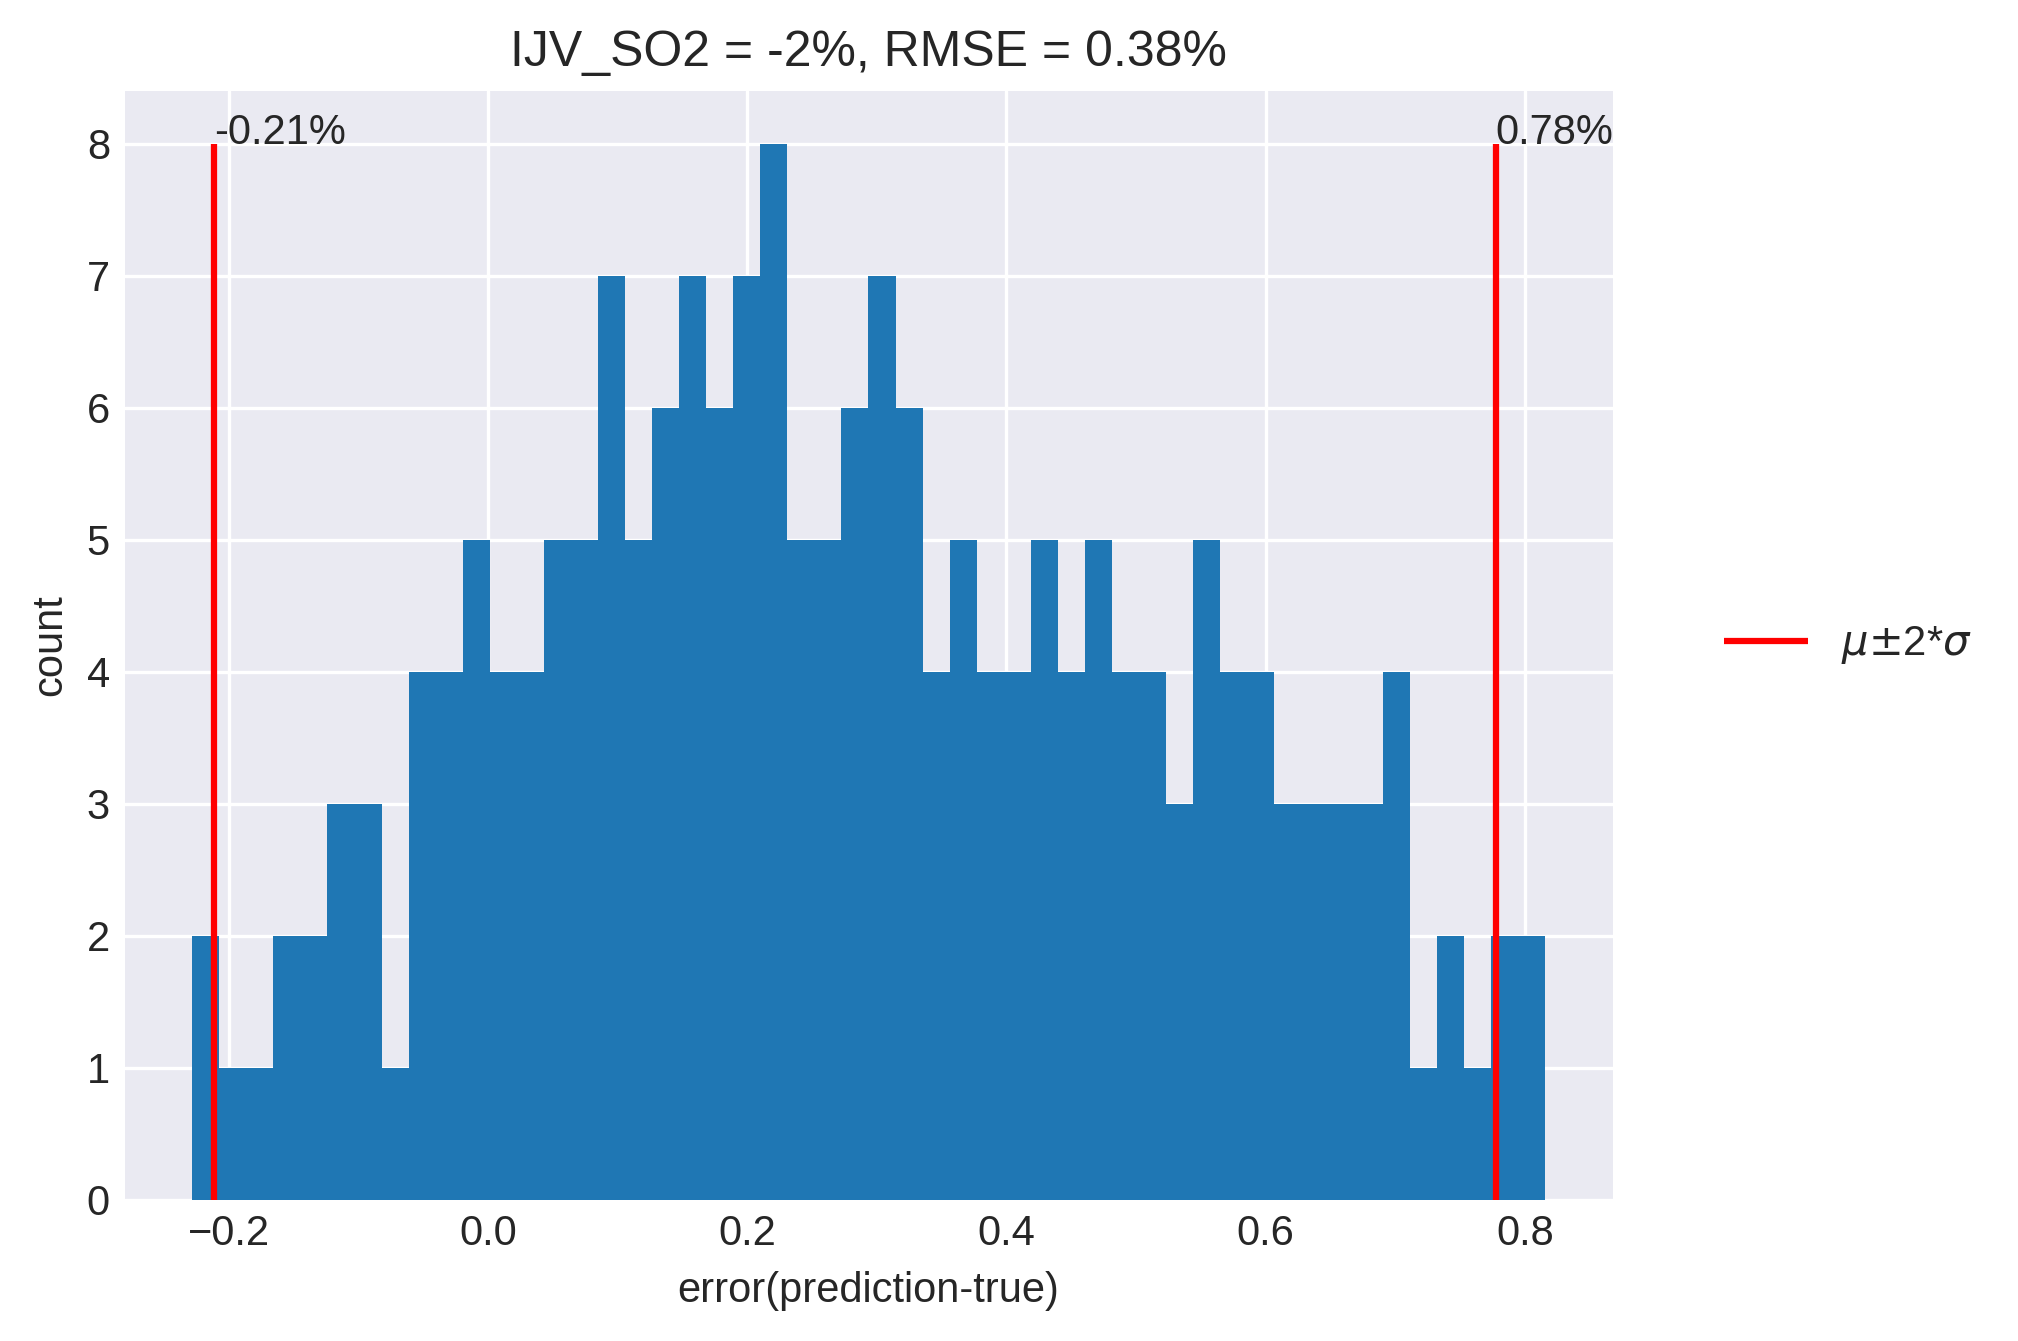 IJV_SO2 = -2%, RMSE = 0.38%
-0.21%
0.78%
8
7
6
5
4
3
2
1
0
count
μ±2*σ
−0.2 0.0 0.2 0.4 0.6 0.8
error(prediction-true)